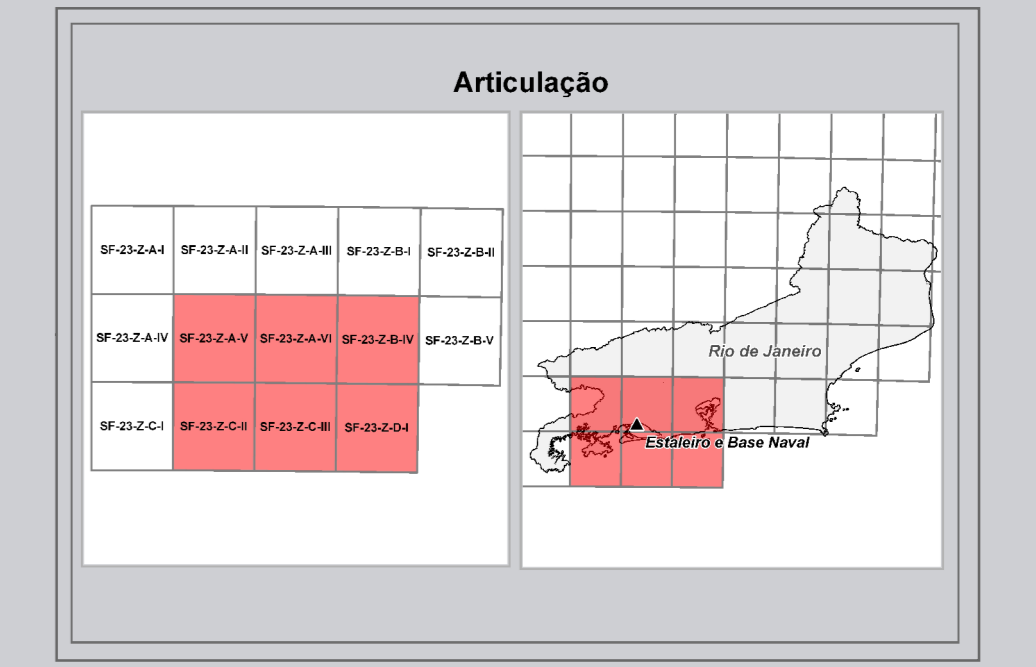 Articulação
SF-23-Z-A-I SF-23-Z-A-II SF-23-Z-A-III SF-23-Z-B-I SF-23-Z-B-II
SF-23-Z-A-IV SF-23-Z-A-V SF-23-Z-A-VI SF-23-Z-B-IV SF-23-Z-B-V
SF-23-Z-C-I SF-23-Z-C-II SF-23-Z-C-III SF-23-Z-D-I
Rio de Janeiro
Estaleiro e Base Naval